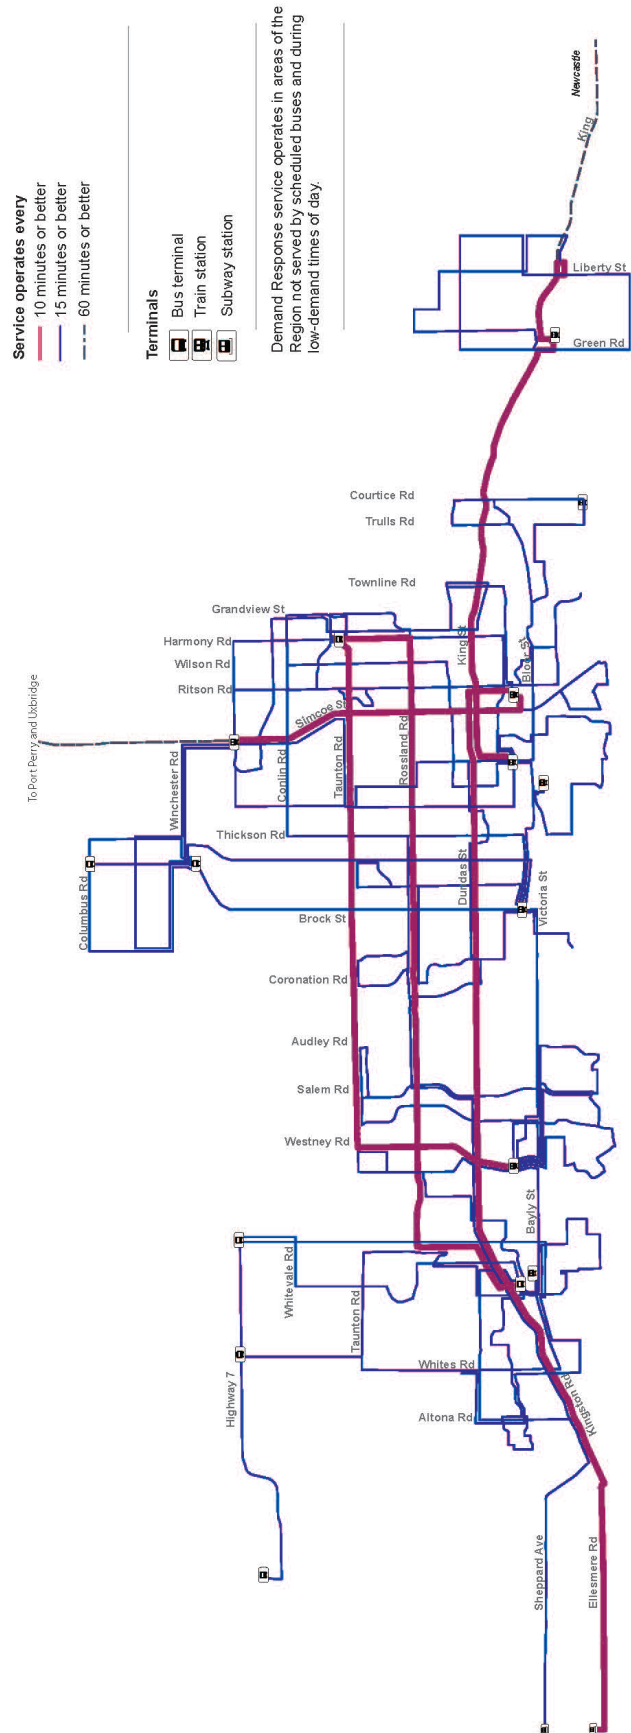 Service operates every
10 minutes or better
15 minutes or better
60 minutes or better
Terminals
Bus terminal
Train station
Subway station
Demand Response service operates in areas of the
Region not served by scheduled buses and during
low-demand times of day.
To Port Perry and Uxbridge
Newcastle
King
Liberty St
Green Rd
Courtice Rd
Trulls Rd
Townline Rd
Grandview St
Harmony Rd
Wilson Rd
Ritson Rd
Simcoe St
King St
Bloor St
Winchester Rd
Conlin Rd
Taunton Rd
Rossland Rd
Thickson Rd
Columbus Rd
Dundas St
Victoria St
Brock St
Coronation Rd
Audley Rd
Salem Rd
Westney Rd
Bayly St
Whitevale Rd
Taunton Rd
Highway 7
Whites Rd
Altona Rd
Kingston Rd
Sheppard Ave
Ellesmere Rd